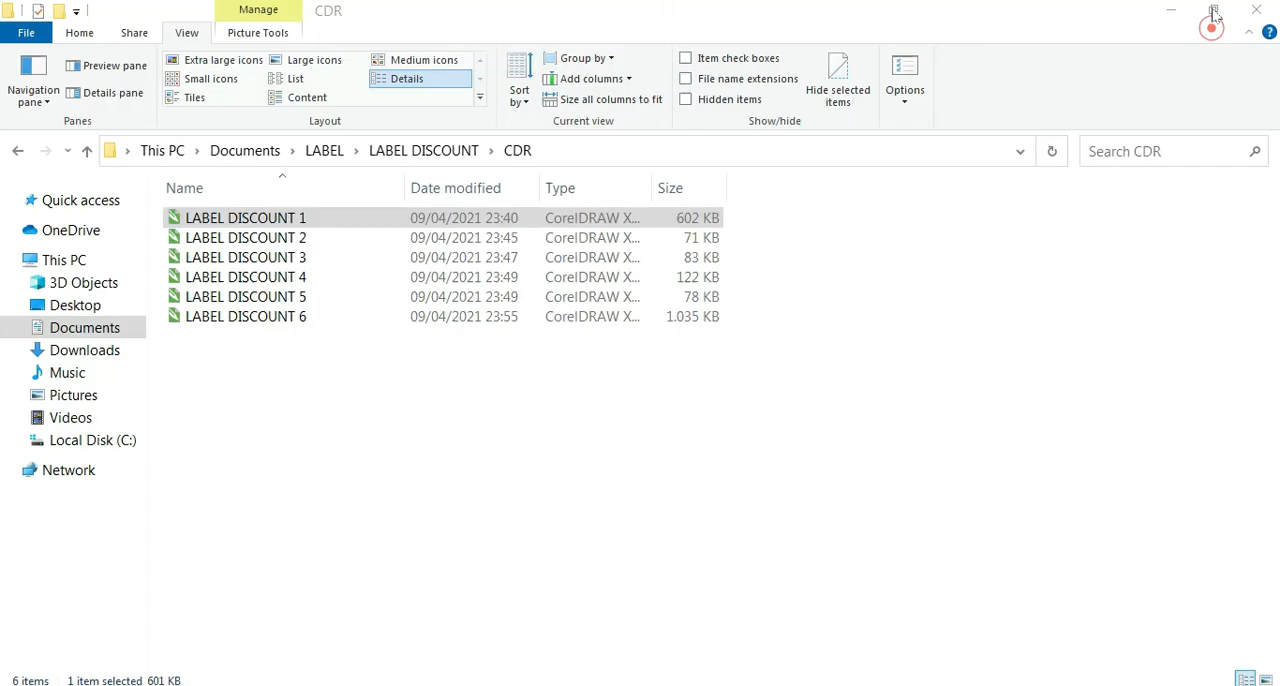 Manage CDR
File Home Share View Picture Tools
Navigation pane Preview pane Details pane
Panes
Extra large icons Large icons Medium icons
Small icons List Details
Tiles Content
Layout
Sort by
Group by
Add columns
Size all columns to fit
Current view
Item check boxes
File name extensions
Hidden items
Hide selected items
Show/hide
Options
This PC › Documents › LABEL › LABEL DISCOUNT › CDR
Search CDR
Quick access
OneDrive
This PC
3D Objects
Desktop
Documents
Downloads
Music
Pictures
Videos
Local Disk (C:)
Network
Name Date modified Type Size
LABEL DISCOUNT 1 09/04/2021 23:40 CorelDRAW X... 602 KB
LABEL DISCOUNT 2 09/04/2021 23:45 CorelDRAW X... 71 KB
LABEL DISCOUNT 3 09/04/2021 23:47 CorelDRAW X... 83 KB
LABEL DISCOUNT 4 09/04/2021 23:49 CorelDRAW X... 122 KB
LABEL DISCOUNT 5 09/04/2021 23:49 CorelDRAW X... 78 KB
LABEL DISCOUNT 6 09/04/2021 23:55 CorelDRAW X... 1.035 KB
6 items 1 item selected 601 KB